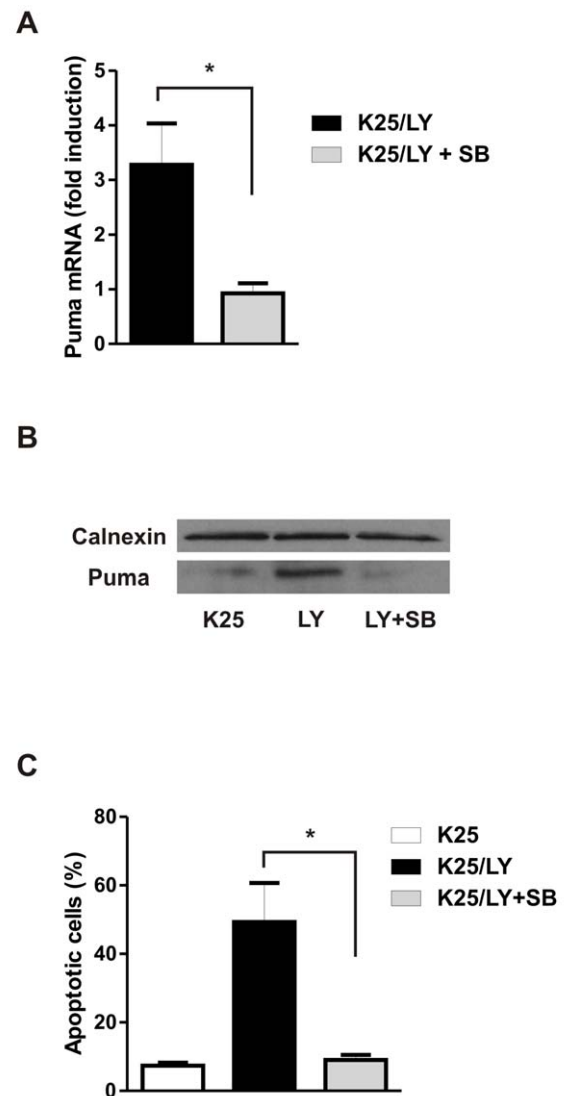 A
Puma mRNA (fold induction)
5
4
3
2
1
0
*
K25/LY
K25/LY + SB
B
Calnexin
Puma
K25 LY LY+SB
C
Apoptotic cells (%)
80
60
40
20
0
*
K25
K25/LY
K25/LY+SB